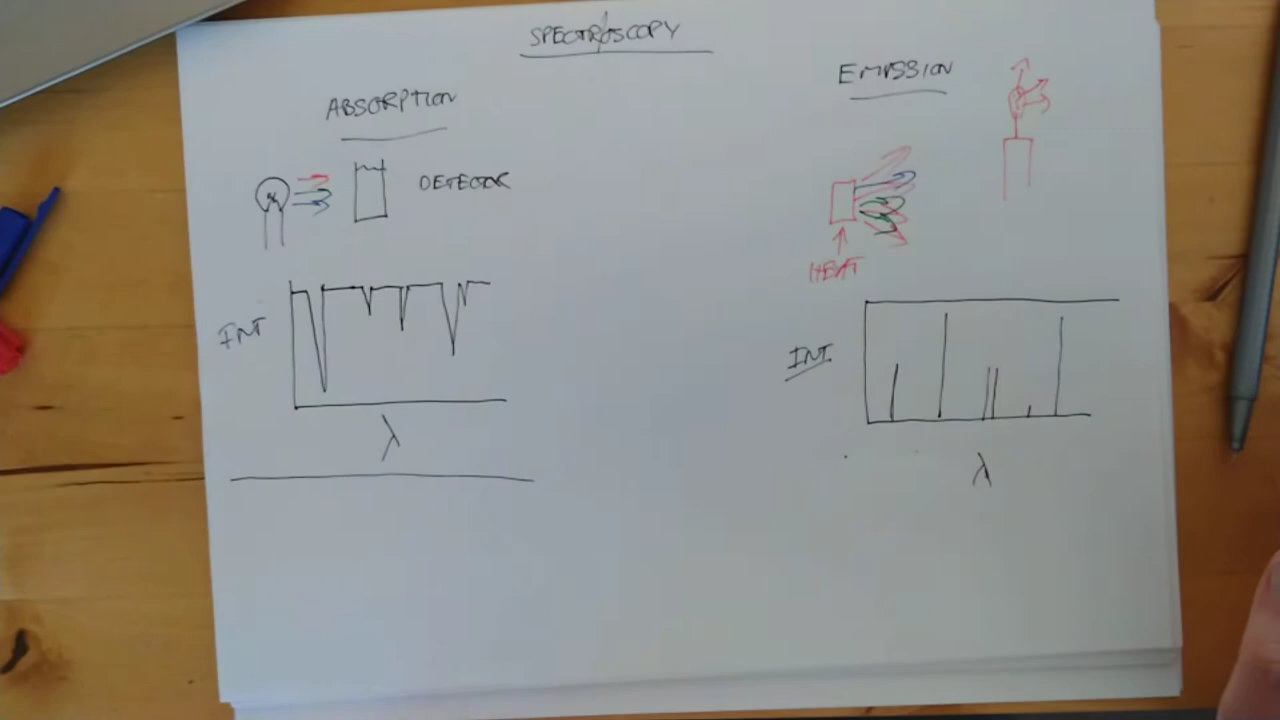 SPECTROSCOPY
ABSORPTION
DETECTOR
INT
λ
EMISSION
HEAT
INT.
λ